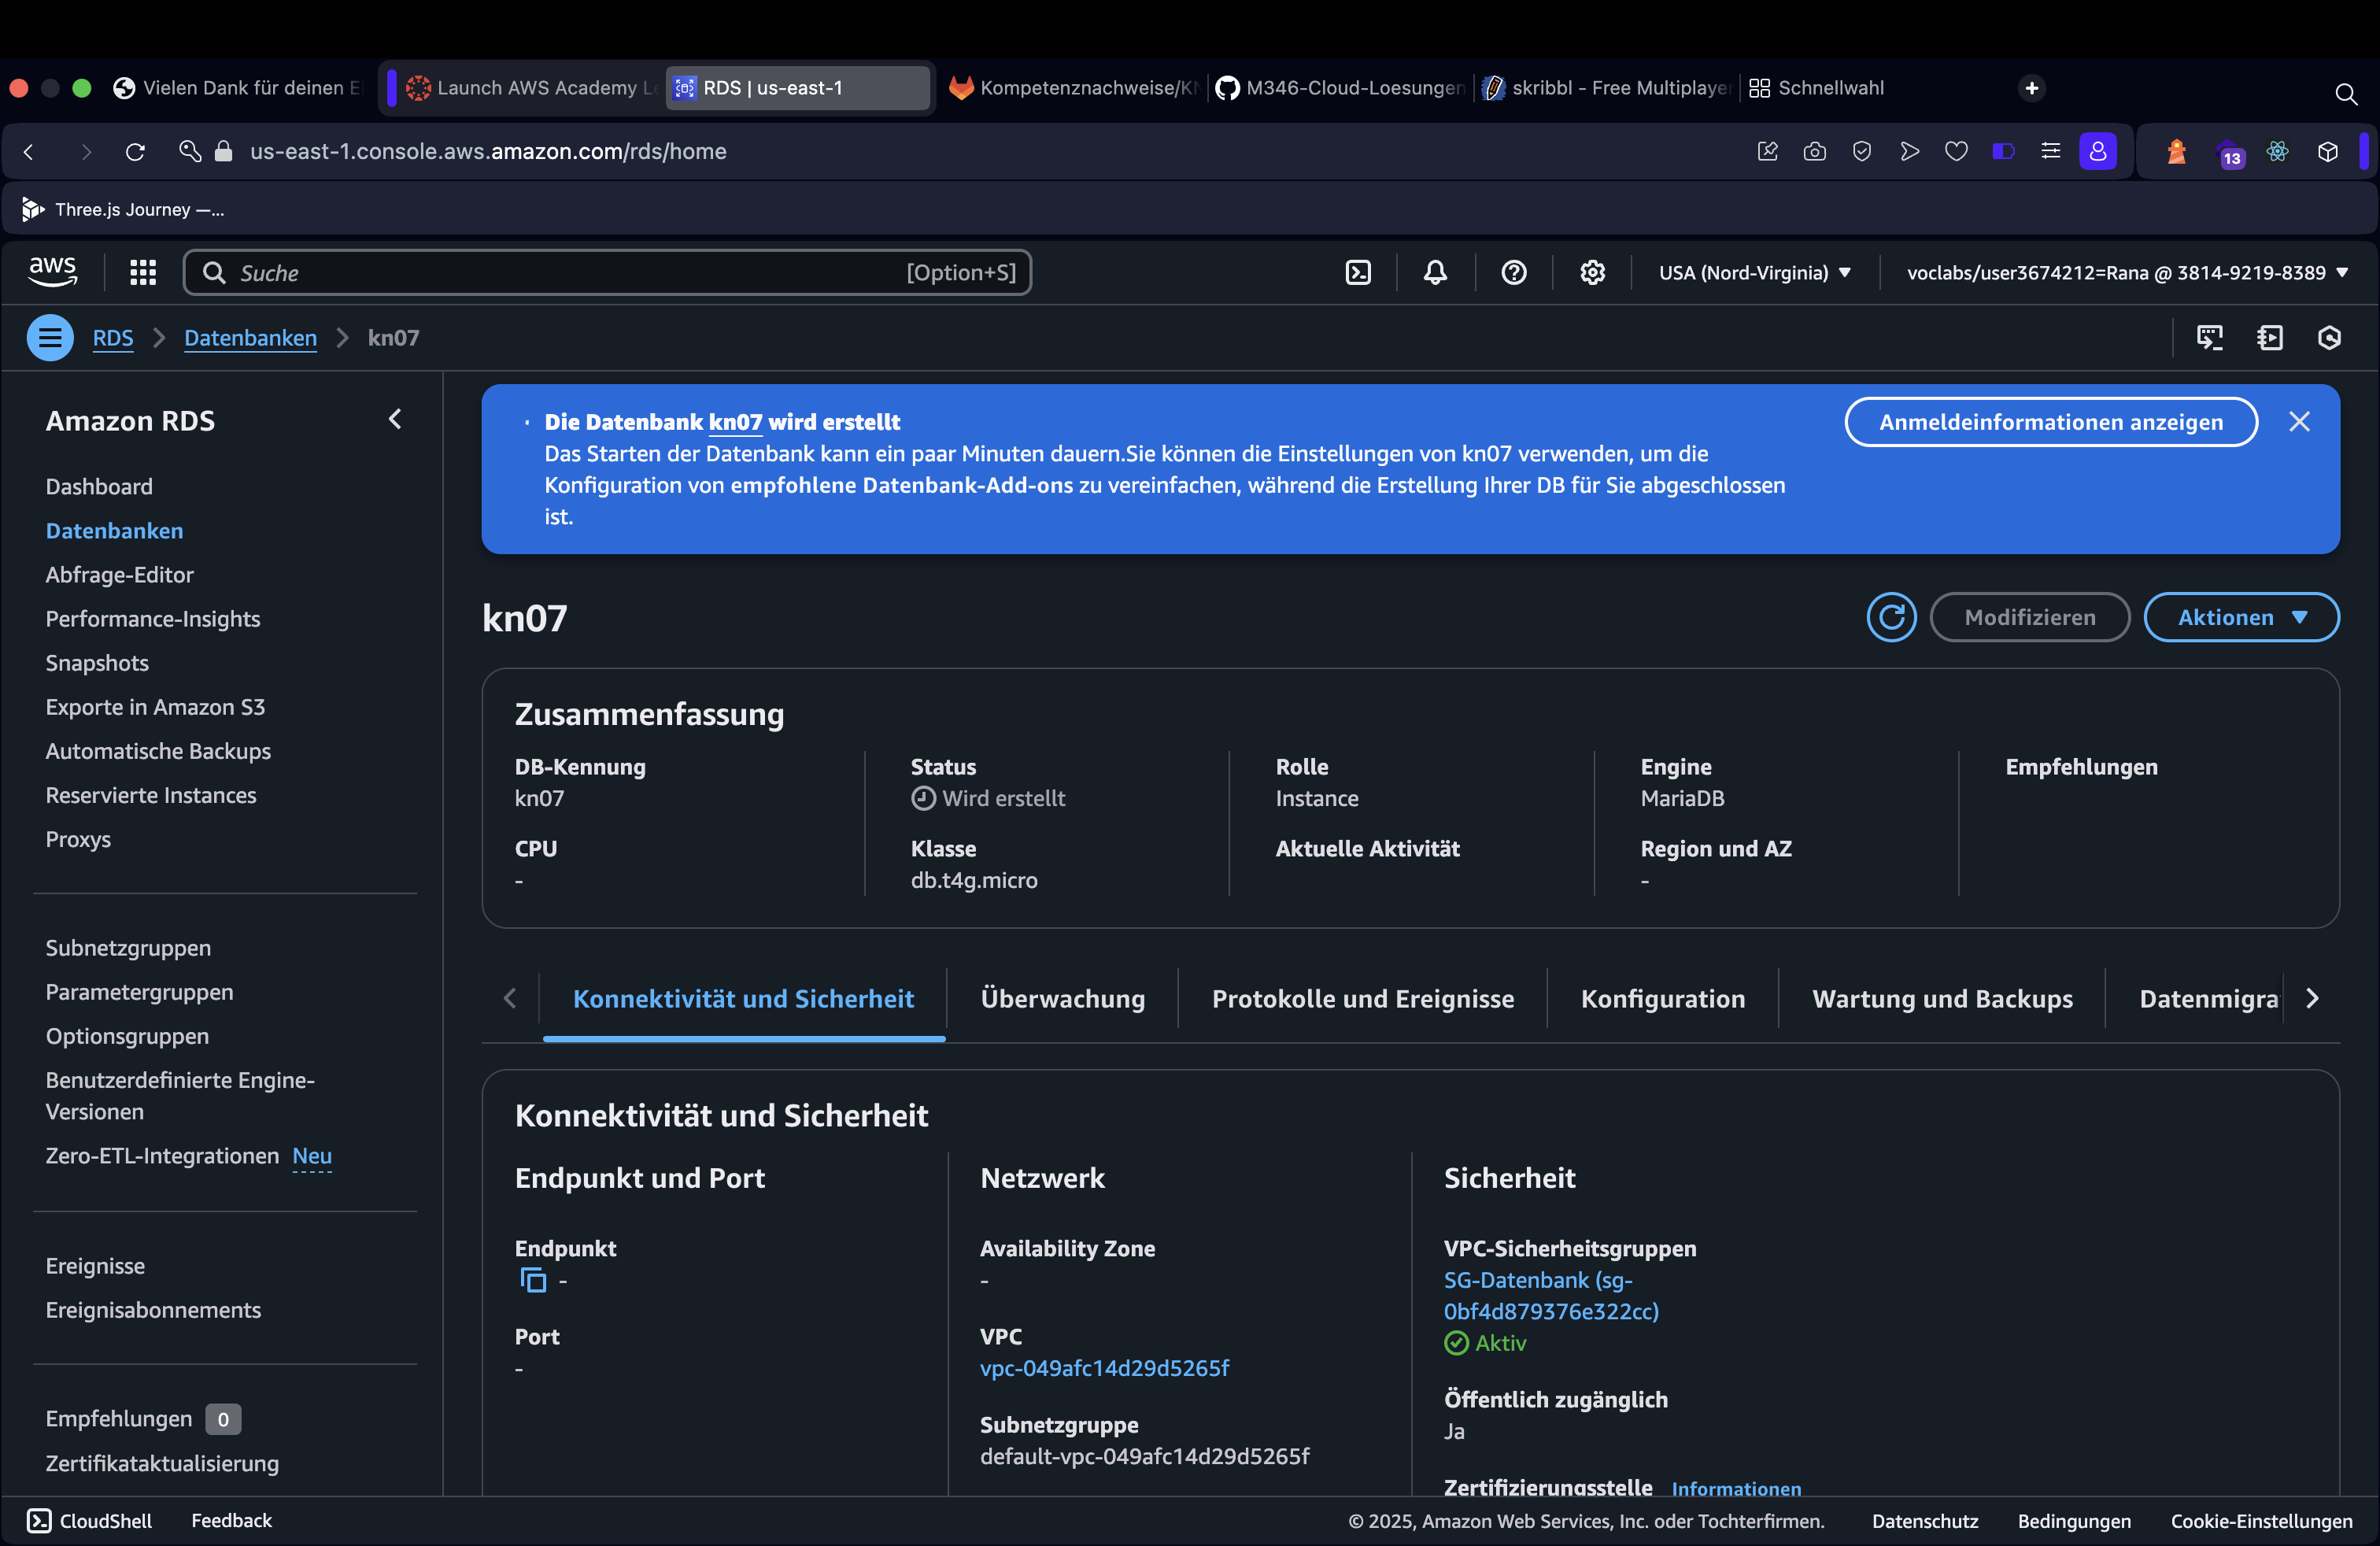 Vielen Dank für deinen
Launch AWS Academy
RDS | us-east-1
Kompetenznachweise/KN
M346-Cloud-Loesungen
skribbl - Free Multiplayer
Schnellwahl
us-east-1.console.aws.amazon.com/rds/home
13
Three.js Journey —...
aws
Suche
[Option+S]
USA (Nord-Virginia)
voclabs/user3674212=Rana @ 3814-9219-8389
RDS
Datenbanken
kn07
Amazon RDS
Dashboard
Datenbanken
Abfrage-Editor
Performance-Insights
Snapshots
Exporte in Amazon S3
Automatische Backups
Reservierte Instances
Proxys
Subnetzgruppen
Parametergruppen
Optionsgruppen
Benutzerdefinierte Engine-
Versionen
Zero-ETL-Integrationen Neu
Ereignisse
Ereignisabonnements
Empfehlungen 0
Zertifikataktualisierung
Die Datenbank kn07 wird erstellt
Das Starten der Datenbank kann ein paar Minuten dauern.Sie können die Einstellungen von kn07 verwenden, um die
Konfiguration von empfohlene Datenbank-Add-ons zu vereinfachen, während die Erstellung Ihrer DB für Sie abgeschlossen
ist.
Anmeldeinformationen anzeigen
kn07
Modifizieren
Aktionen
Zusammenfassung
DB-Kennung
kn07
CPU
-
Status
Wird erstellt
Klasse
db.t4g.micro
Rolle
Instance
Aktuelle Aktivität
Engine
MariaDB
Region und AZ
-
Empfehlungen
Konnektivität und Sicherheit
Überwachung
Protokolle und Ereignisse
Konfiguration
Wartung und Backups
Datenmigra
Konnektivität und Sicherheit
Endpunkt und Port
Endpunkt
-
Port
-
Netzwerk
Availability Zone
-
VPC
vpc-049afc14d29d5265f
Subnetzgruppe
default-vpc-049afc14d29d5265f
Sicherheit
VPC-Sicherheitsgruppen
SG-Datenbank (sg-
0bf4d879376e322cc)
Aktiv
Öffentlich zugänglich
Ja
Zertifizierungsstelle Informationen
CloudShell
Feedback
© 2025, Amazon Web Services, Inc. oder Tochterfirmen.
Datenschutz
Bedingungen
Cookie-Einstellungen